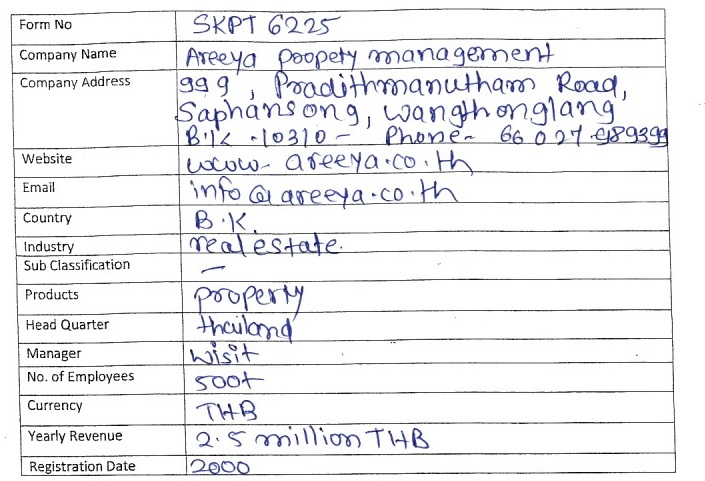 Form No SKPT 6225
Company Name Areeya poopety management
Company Address 999, Pradithmanutham Road,
Saphansong, wangthonglang
B.K -10310- Phone- 66 027 989399
Website www. areeya.co.th
Email info@areeya.co.th
Country B.K.
Industry real estate.
Sub Classification -
Products property
Head Quarter thailand
Manager wisit
No. of Employees 500+
Currency THB
Yearly Revenue 2.5 million THB
Registration Date 2000